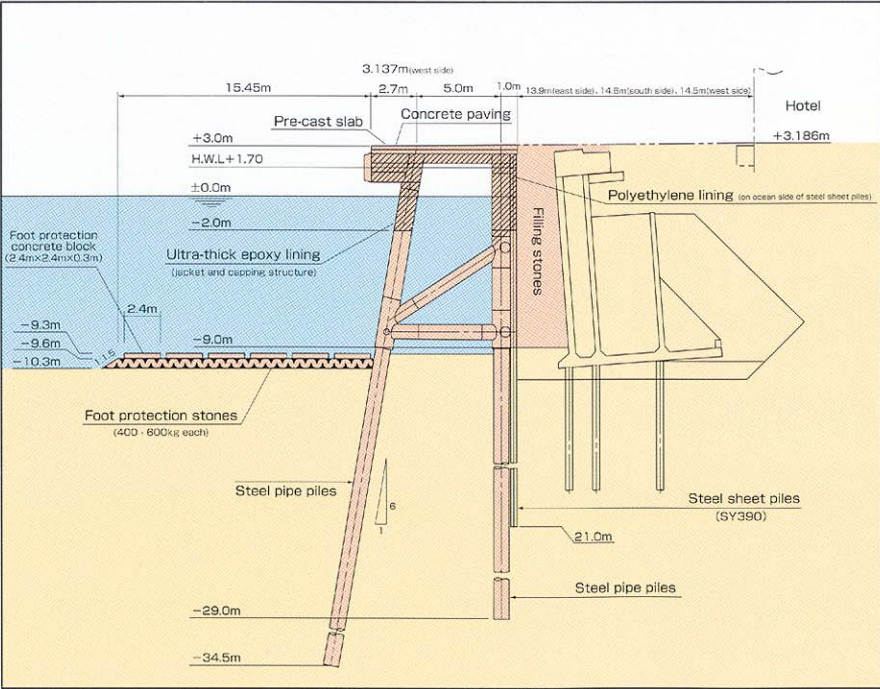 3.137m(west side)
15.45m
2.7m
5.0m
1.0m
13.9m(east side)、14.6m(south side)、14.5m(west side)
Hotel
Pre-cast slab
Concrete paving
+3.0m
+3.186m
H.W.L+1.70
±0.0m
Polyethylene lining (on ocean side of steel sheet piles)
−2.0m
Filling stones
Foot protection
concrete block
(2.4m×2.4m×0.3m)
Ultra-thick epoxy lining
(jacket and capping structure)
2.4m
−9.3m
−9.6m
−10.3m
1:1.5
−9.0m
Foot protection stones
(400 - 600kg each)
Steel pipe piles
6
1
Steel sheet piles
(SY390)
21.0m
Steel pipe piles
−29.0m
−34.5m